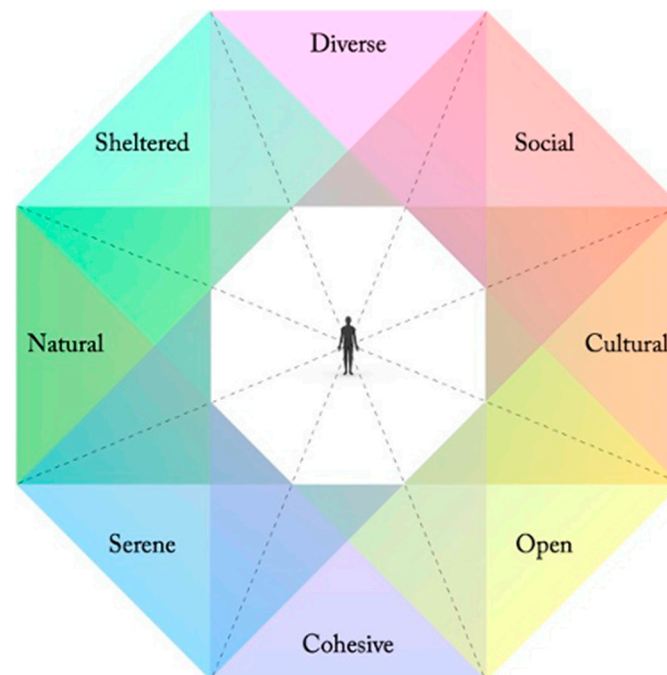 Diverse
Sheltered
Social
Natural
Cultural
Serene
Open
Cohesive